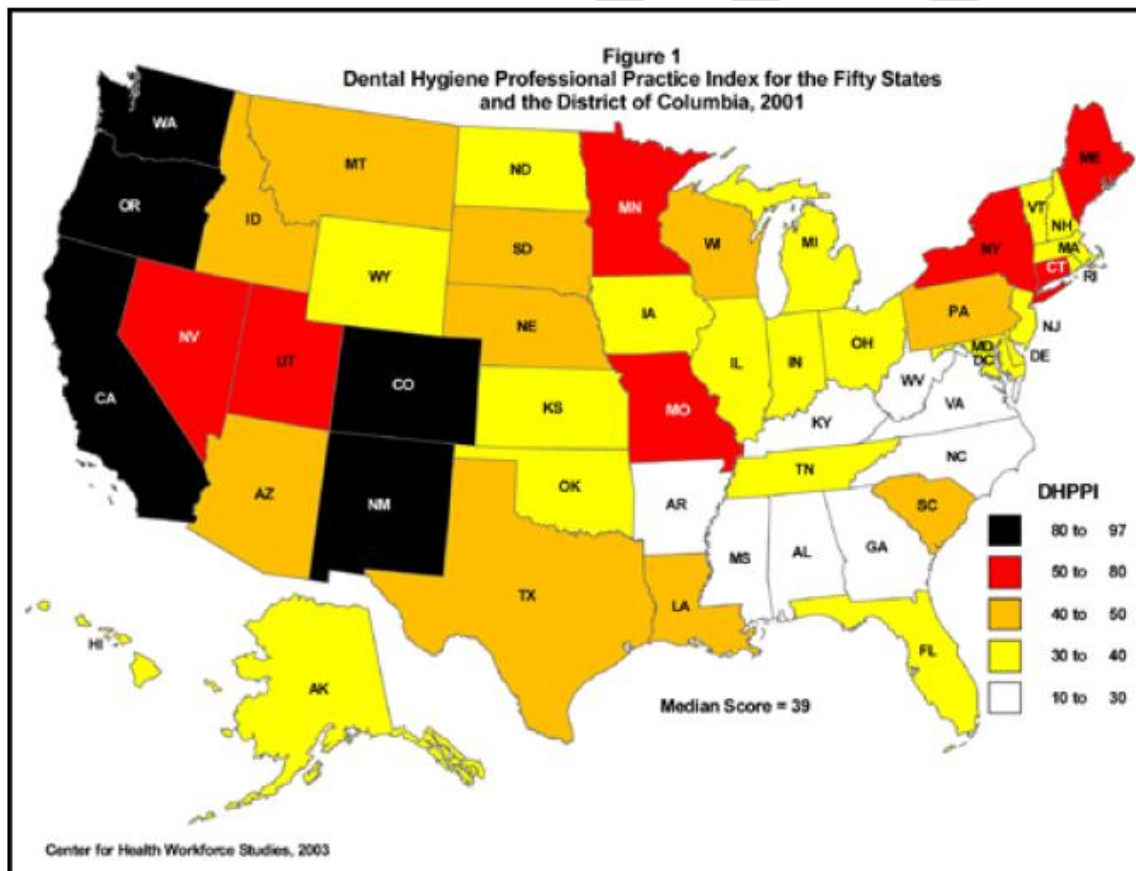 Figure 1
Dental Hygiene Professional Practice Index for the Fifty States
and the District of Columbia, 2001
WA
MT
ND
MN
ME
OR
ID
SD
WI
MI
VT
NH
NY
MA
CT
RI
WY
IA
NE
PA
NJ
NV
UT
CO
IL
IN
OH
MD
DC
DE
CA
KS
MO
WV
VA
KY
AZ
NM
OK
AR
TN
NC
SC
MS
AL
GA
TX
LA
FL
HI
AK
DHPPI
80 to 97
50 to 80
40 to 50
30 to 40
10 to 30
Median Score = 39
Center for Health Workforce Studies, 2003